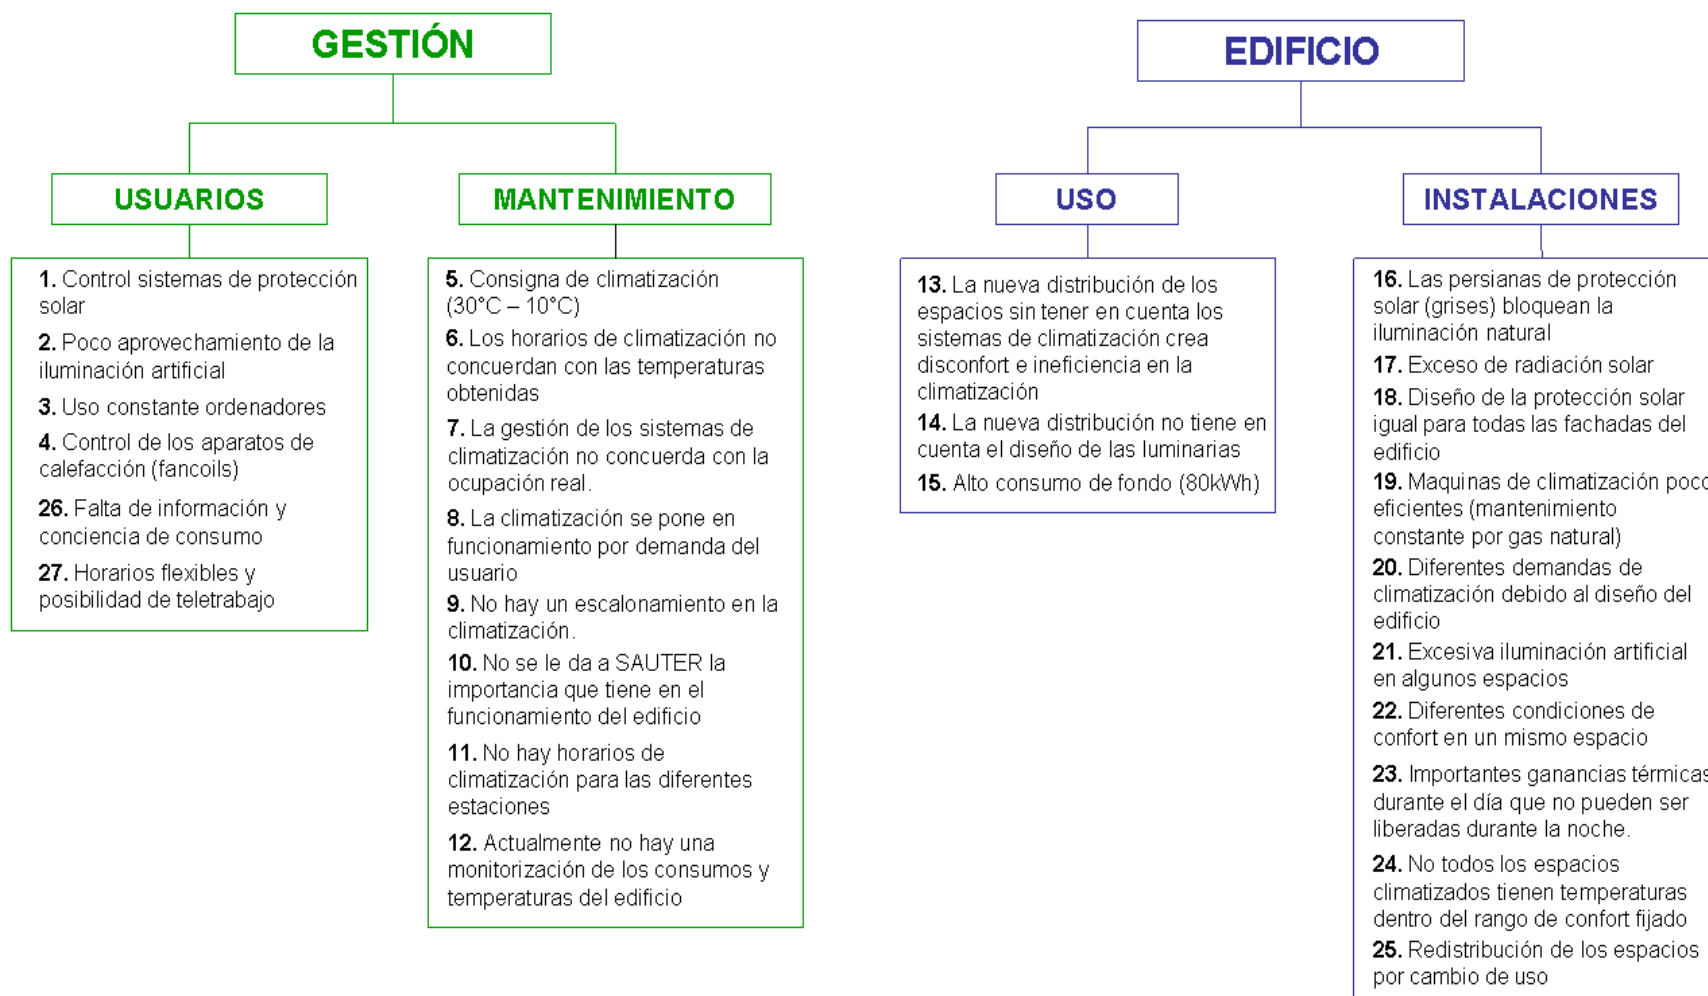 GESTIÓN
USUARIOS
1. Control sistemas de protección
solar
2. Poco aprovechamiento de la
iluminación artificial
3. Uso constante ordenadores
4. Control de los aparatos de
calefacción (fancoils)
26. Falta de información y
conciencia de consumo
27. Horarios flexibles y
posibilidad de teletrabajo
MANTENIMIENTO
5. Consigna de climatización
(30°C – 10°C)
6. Los horarios de climatización no
concuerdan con las temperaturas
obtenidas
7. La gestión de los sistemas de
climatización no concuerda con la
ocupación real.
8. La climatización se pone en
funcionamiento por demanda del
usuario
9. No hay un escalonamiento en la
climatización.
10. No se le da a SAUTER la
importancia que tiene en el
funcionamiento del edificio
11. No hay horarios de
climatización para las diferentes
estaciones
12. Actualmente no hay una
monitorización de los consumos y
temperaturas del edificio
EDIFICIO
USO
13. La nueva distribución de los
espacios sin tener en cuenta los
sistemas de climatización crea
disconfort e ineficiencia en la
climatización
14. La nueva distribución no tiene en
cuenta el diseño de las luminarias
15. Alto consumo de fondo (80kWh)
INSTALACIONES
16. Las persianas de protección
solar (grises) bloquean la
iluminación natural
17. Exceso de radiación solar
18. Diseño de la protección solar
igual para todas las fachadas del
edificio
19. Maquinas de climatización poco
eficientes (mantenimiento
constante por gas natural)
20. Diferentes demandas de
climatización debido al diseño del
edificio
21. Excesiva iluminación artificial
en algunos espacios
22. Diferentes condiciones de
confort en un mismo espacio
23. Importantes ganancias térmicas
durante el día que no pueden ser
liberadas durante la noche.
24. No todos los espacios
climatizados tienen temperaturas
dentro del rango de confort fijado
25. Redistribución de los espacios
por cambio de uso